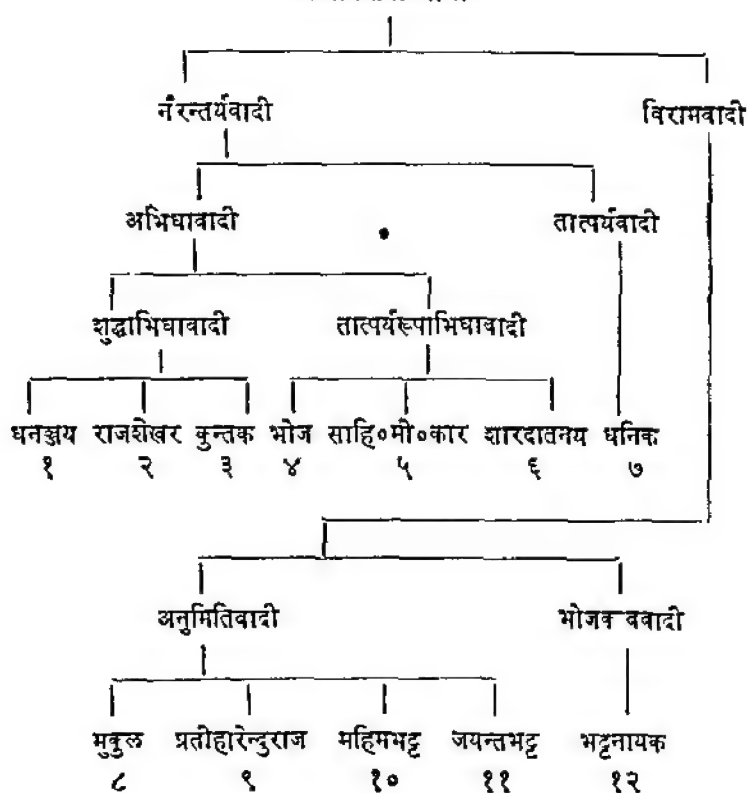 नैरन्तर्यवादी विरामवादी
अभिघावादी तात्पर्यवादी
शुद्धाभिघावादी तात्पर्यरूपाभिघावादी
धनञ्जय राजशेखर कुन्तक भोज साहि०मी०कार शारदातनय धनिक
१ २ ३ ४ ५ ६ ७
अनुमितिवादी भोजक ववादी
मुकुल प्रतीहारेन्दुराज महिमभट्ट जयन्तभट्ट भट्टनायक
८ ९ १० ११ १२